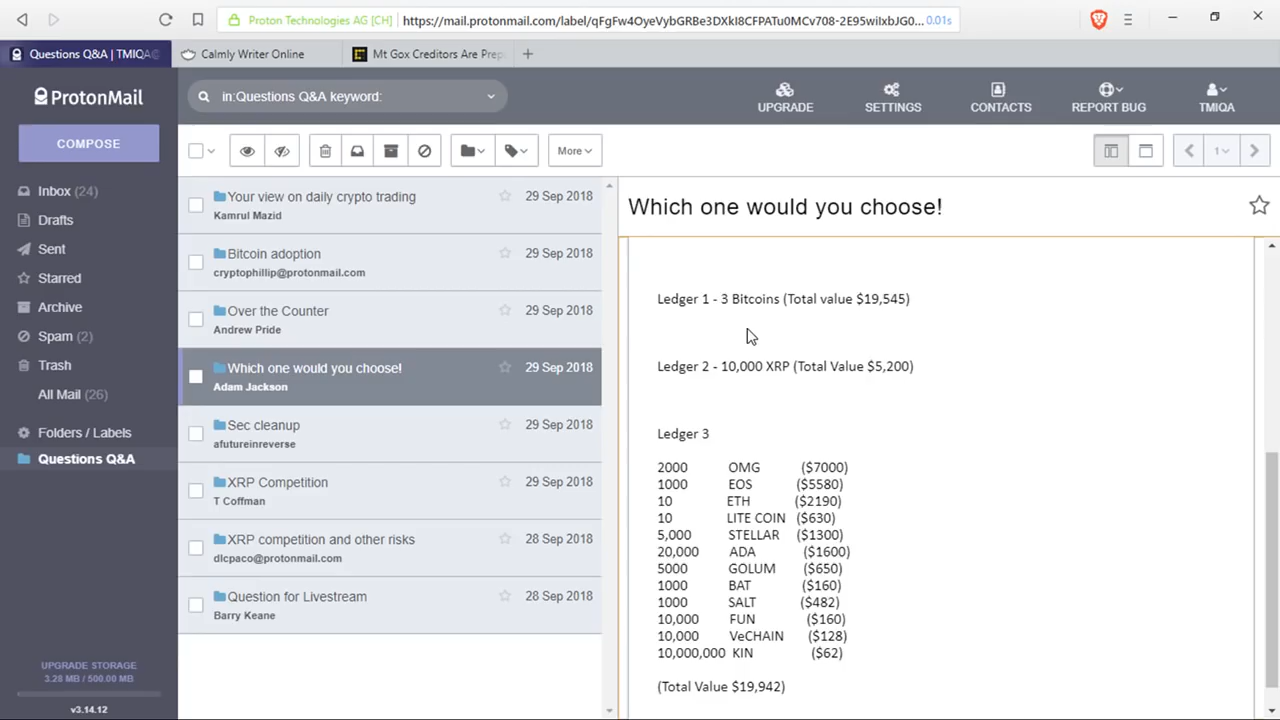 Proton Technologies AG [CH]
https://mail.protonmail.com/label/qFgFw4OyeVybGRBe3DXkI8CFPATu0MCv708-2E95wiIxbJG0...
0.01s
Questions Q&A | TMIQA@
Calmly Writer Online
Mt Gox Creditors Are Prep
ProtonMail
in:Questions Q&A keyword:
UPGRADE
SETTINGS
CONTACTS
REPORT BUG
TMIQA
COMPOSE
More
1
Inbox (24)
Drafts
Sent
Starred
Archive
Spam (2)
Trash
All Mail (26)
Folders / Labels
Questions Q&A
UPGRADE STORAGE
3.28 MB / 500.00 MB
v3.14.12
Your view on daily crypto trading 29 Sep 2018
Kamrul Mazid
Bitcoin adoption 29 Sep 2018
cryptophillip@protonmail.com
Over the Counter 29 Sep 2018
Andrew Pride
Which one would you choose! 29 Sep 2018
Adam Jackson
Sec cleanup 29 Sep 2018
afutureinreverse
XRP Competition 29 Sep 2018
T Coffman
XRP competition and other risks 28 Sep 2018
dlcpaco@protonmail.com
Question for Livestream 28 Sep 2018
Barry Keane
Which one would you choose!
Ledger 1 - 3 Bitcoins (Total value $19,545)
Ledger 2 - 10,000 XRP (Total Value $5,200)
Ledger 3
2000 OMG ($7000)
1000 EOS ($5580)
10 ETH ($2190)
10 LITE COIN ($630)
5,000 STELLAR ($1300)
20,000 ADA ($1600)
5000 GOLUM ($650)
1000 BAT ($160)
1000 SALT ($482)
10,000 FUN ($160)
10,000 VeCHAIN ($128)
10,000,000 KIN ($62)
(Total Value $19,942)